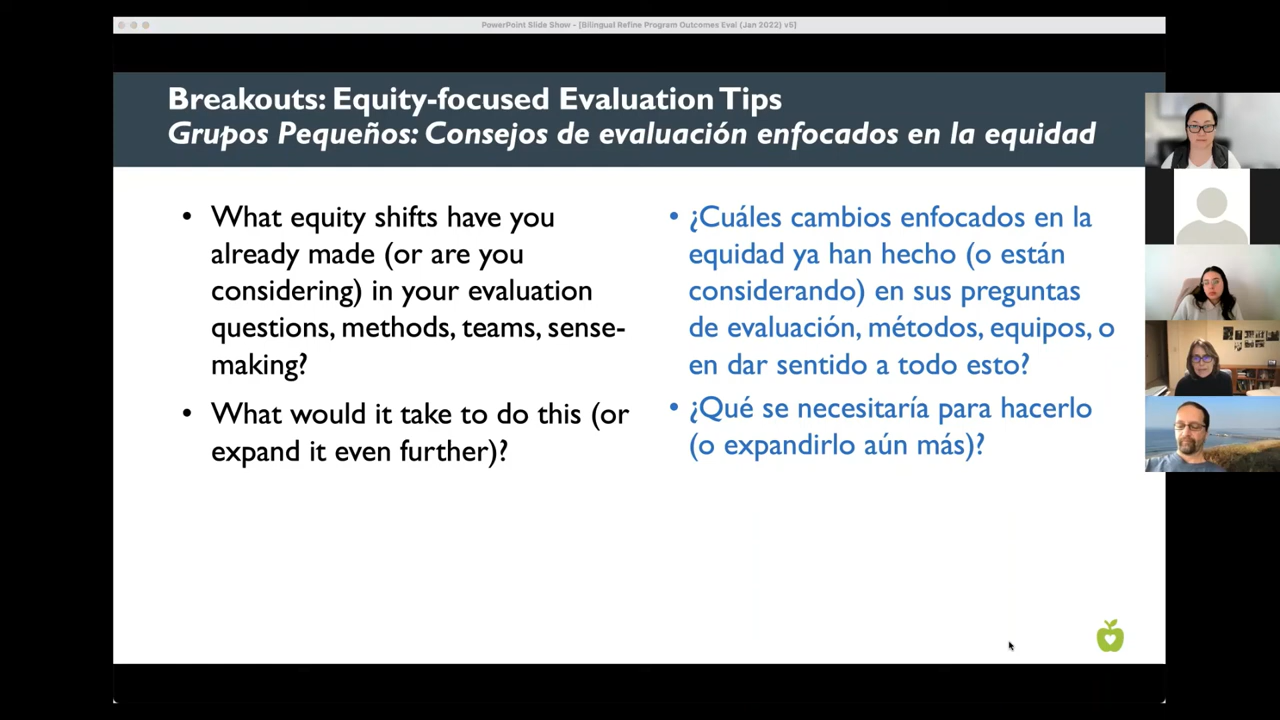 PowerPoint Slide Show - [Bilingual Refine Program Outcomes Eval (Jan 2022) v5]
Breakouts: Equity-focused Evaluation Tips
Grupos Pequeños: Consejos de evaluación enfocados en la equidad
• What equity shifts have you
already made (or are you
considering) in your evaluation
questions, methods, teams, sense-
making?
• What would it take to do this (or
expand it even further)?
• ¿Cuáles cambios enfocados en la
equidad ya han hecho (o están
considerando) en sus preguntas
de evaluación, métodos, equipos, o
en dar sentido a todo esto?
• ¿Qué se necesitaría para hacerlo
(o expandirlo aún más)?